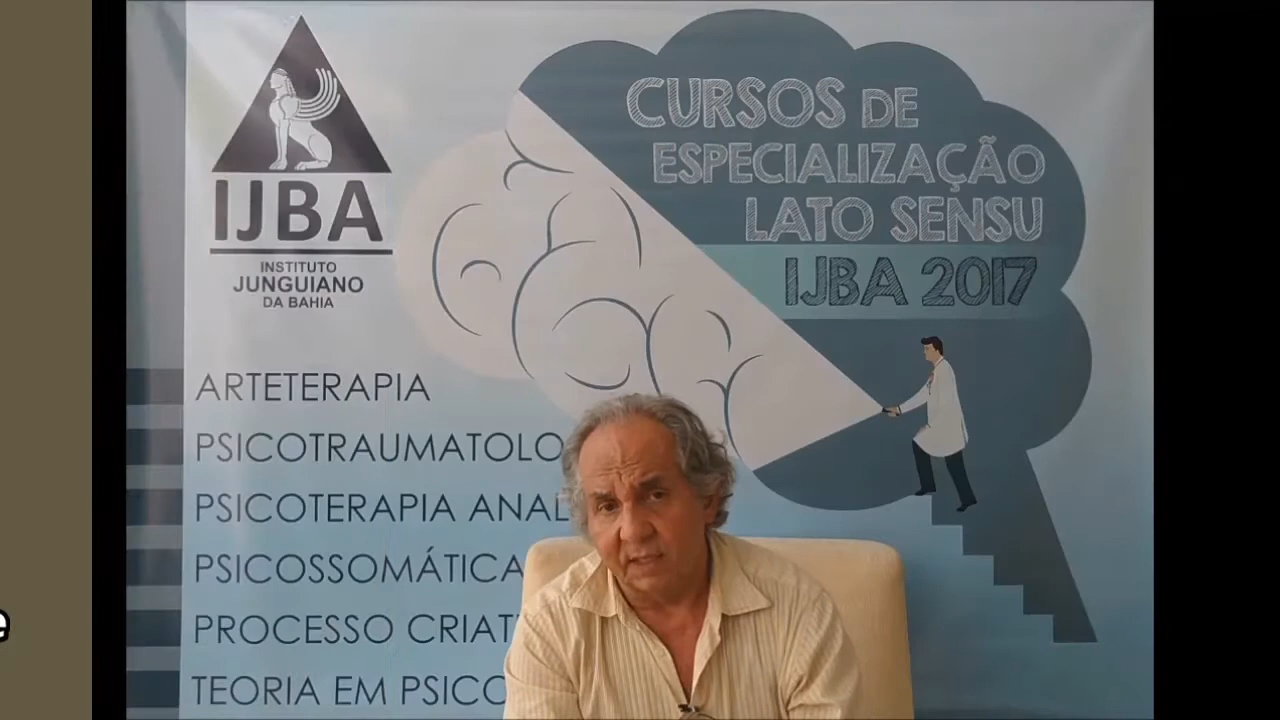 CURSOS DE
ESPECIALIZAÇÃO
LATO SENSU
IJBA 2017
IJBA
INSTITUTO
JUNGUIANO
DA BAHIA
ARTETERAPIA
PSICOTRAUMATOLO
PSICOTERAPIA ANAL
PSICOSSOMÁTICA
PROCESSO CRIAT
TEORIA EM PSICO
e